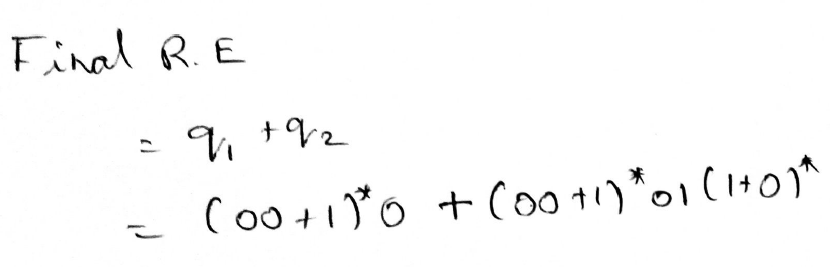 Final R.E
= q₁ + q₂
= (00+1)*0 + (00+1)*01(1+0)*